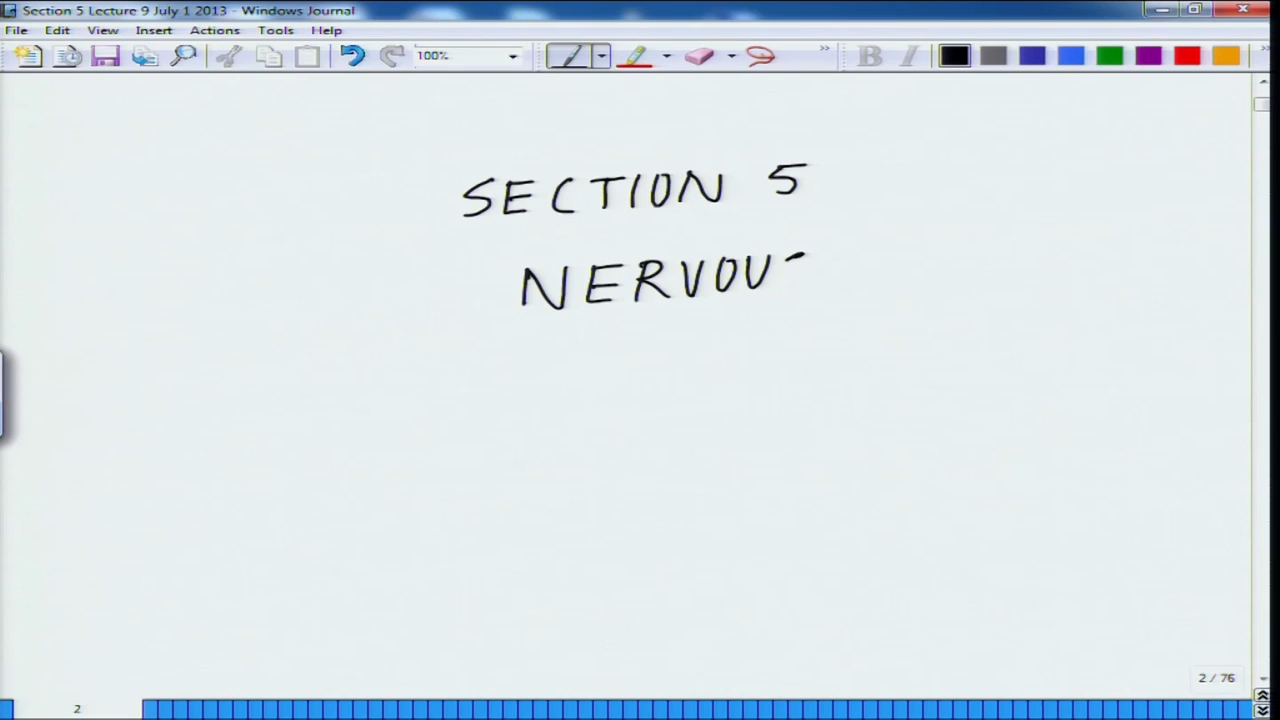 Section 5 Lecture 9 July 1 2013 - Windows Journal
File Edit View Insert Actions Tools Help
100% B I
SECTION 5
NERVOU
2 / 76
2